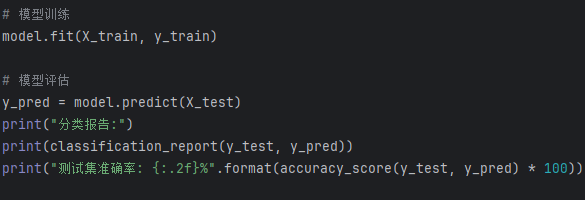 # 模型训练
model.fit(X_train, y_train)
# 模型评估
y_pred = model.predict(X_test)
print("分类报告:")
print(classification_report(y_test, y_pred))
print("测试集准确率: {:.2f}%".format(accuracy_score(y_test, y_pred) * 100))